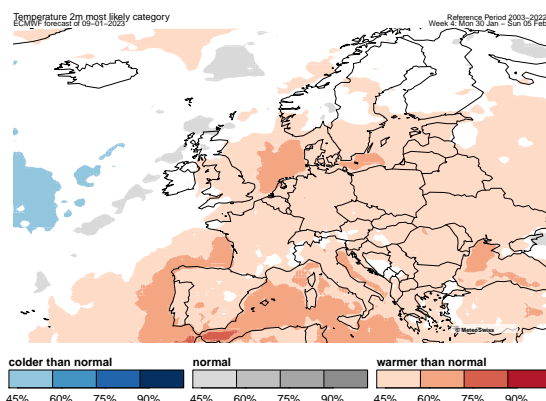 Temperature 2m most likely category
ECMWF forecast of 09-01-2023
Reference Period 2003-2022
Week 4: Mon 30 Jan - Sun 05 Feb
© MeteoSwiss
colder than normal
normal
warmer than normal
45% 60% 75% 90%
45% 60% 75% 90%
45% 60% 75% 90%